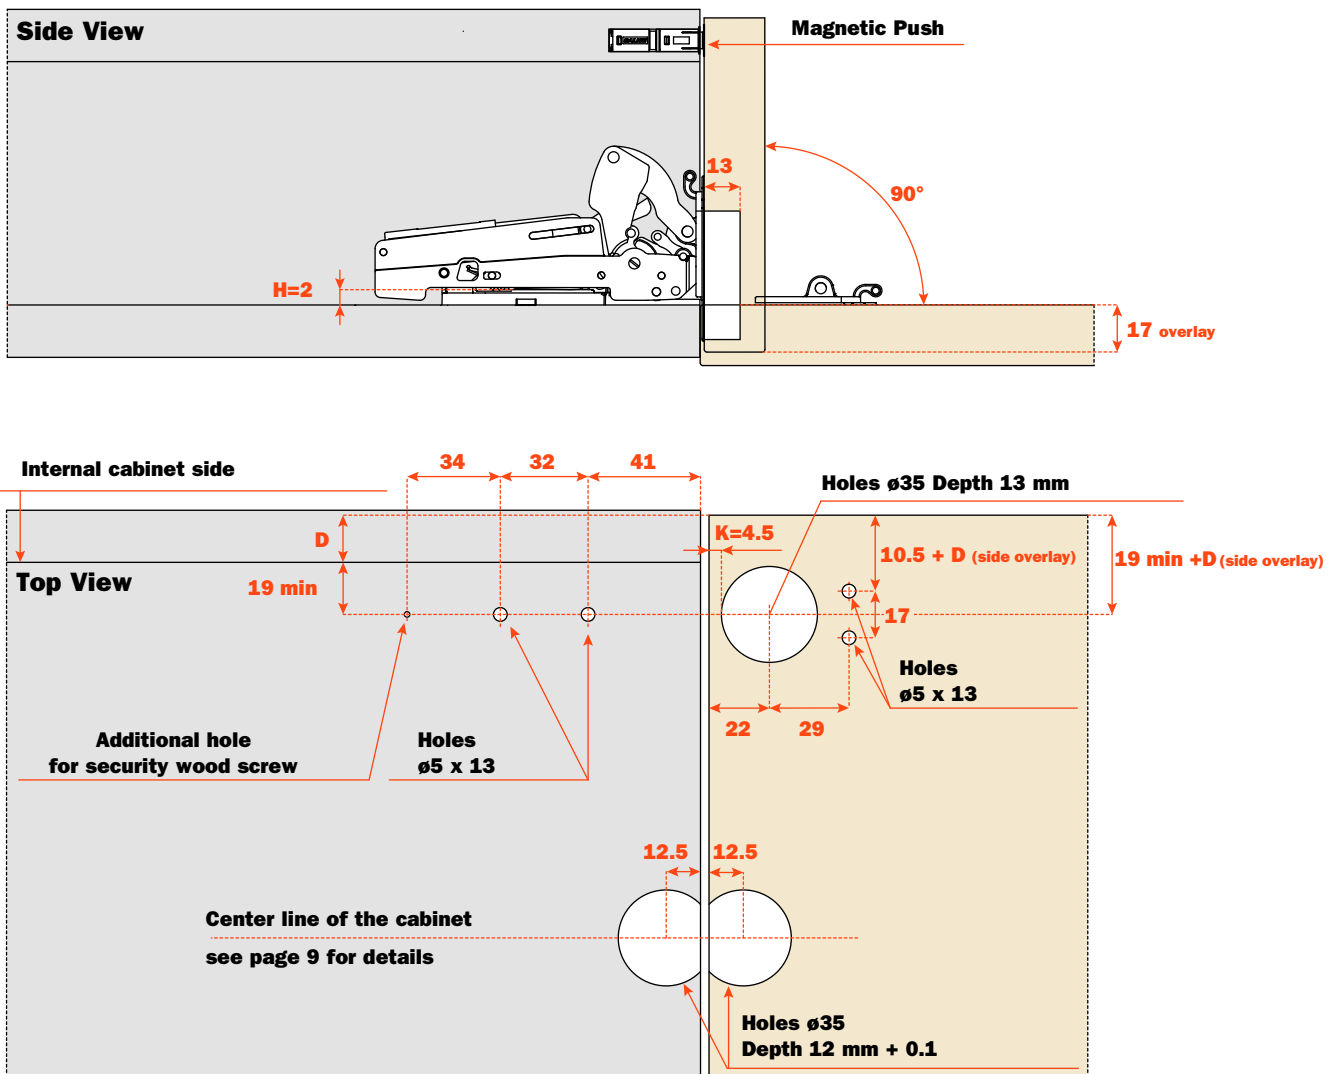 Side View
Magnetic Push
13
90°
H=2
17 overlay
Internal cabinet side
34
32
41
Holes ø35 Depth 13 mm
D
K=4.5
10.5 + D (side overlay)
19 min +D (side overlay)
Top View
19 min
17
Holes
ø5 x 13
22
29
Additional hole
for security wood screw
Holes
ø5 x 13
12.5
12.5
Center line of the cabinet
see page 9 for details
Holes ø35
Depth 12 mm + 0.1